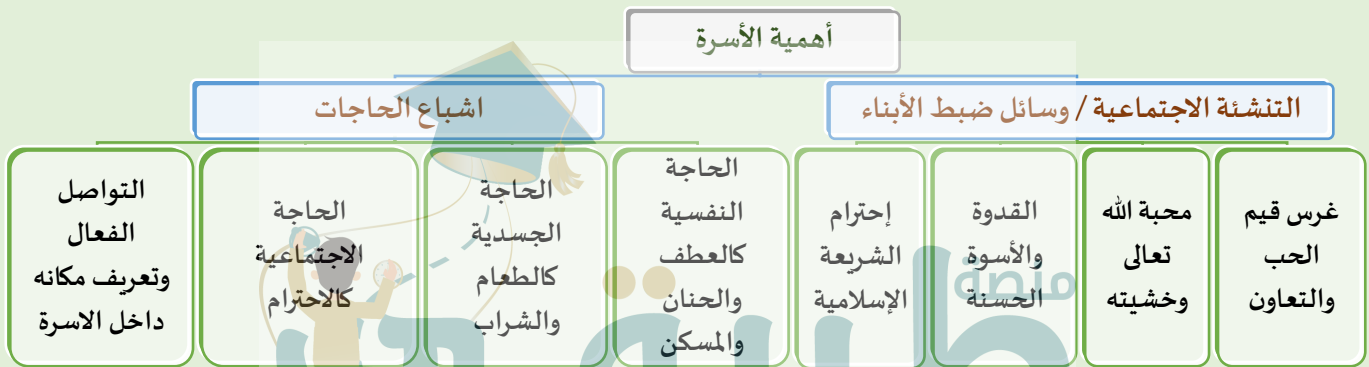 أهمية الأسرة
التنشئة الاجتماعية / وسائل ضبط الأبناء
غرس قيم
الحب
والتعاون
محبة الله
تعالى
وخشيته
القدوة
والأسوة
الحسنة
إحترام
الشريعة
الإسلامية
اشباع الحاجات
الحاجة
النفسية
كالعطف
والحنان
والمسكن
الحاجة
الجسدية
كالطعام
والشراب
الحاجة
الاجتماعية
كالاحترام
التواصل
الفعال
وتعريف مكانه
داخل الاسرة
منصة